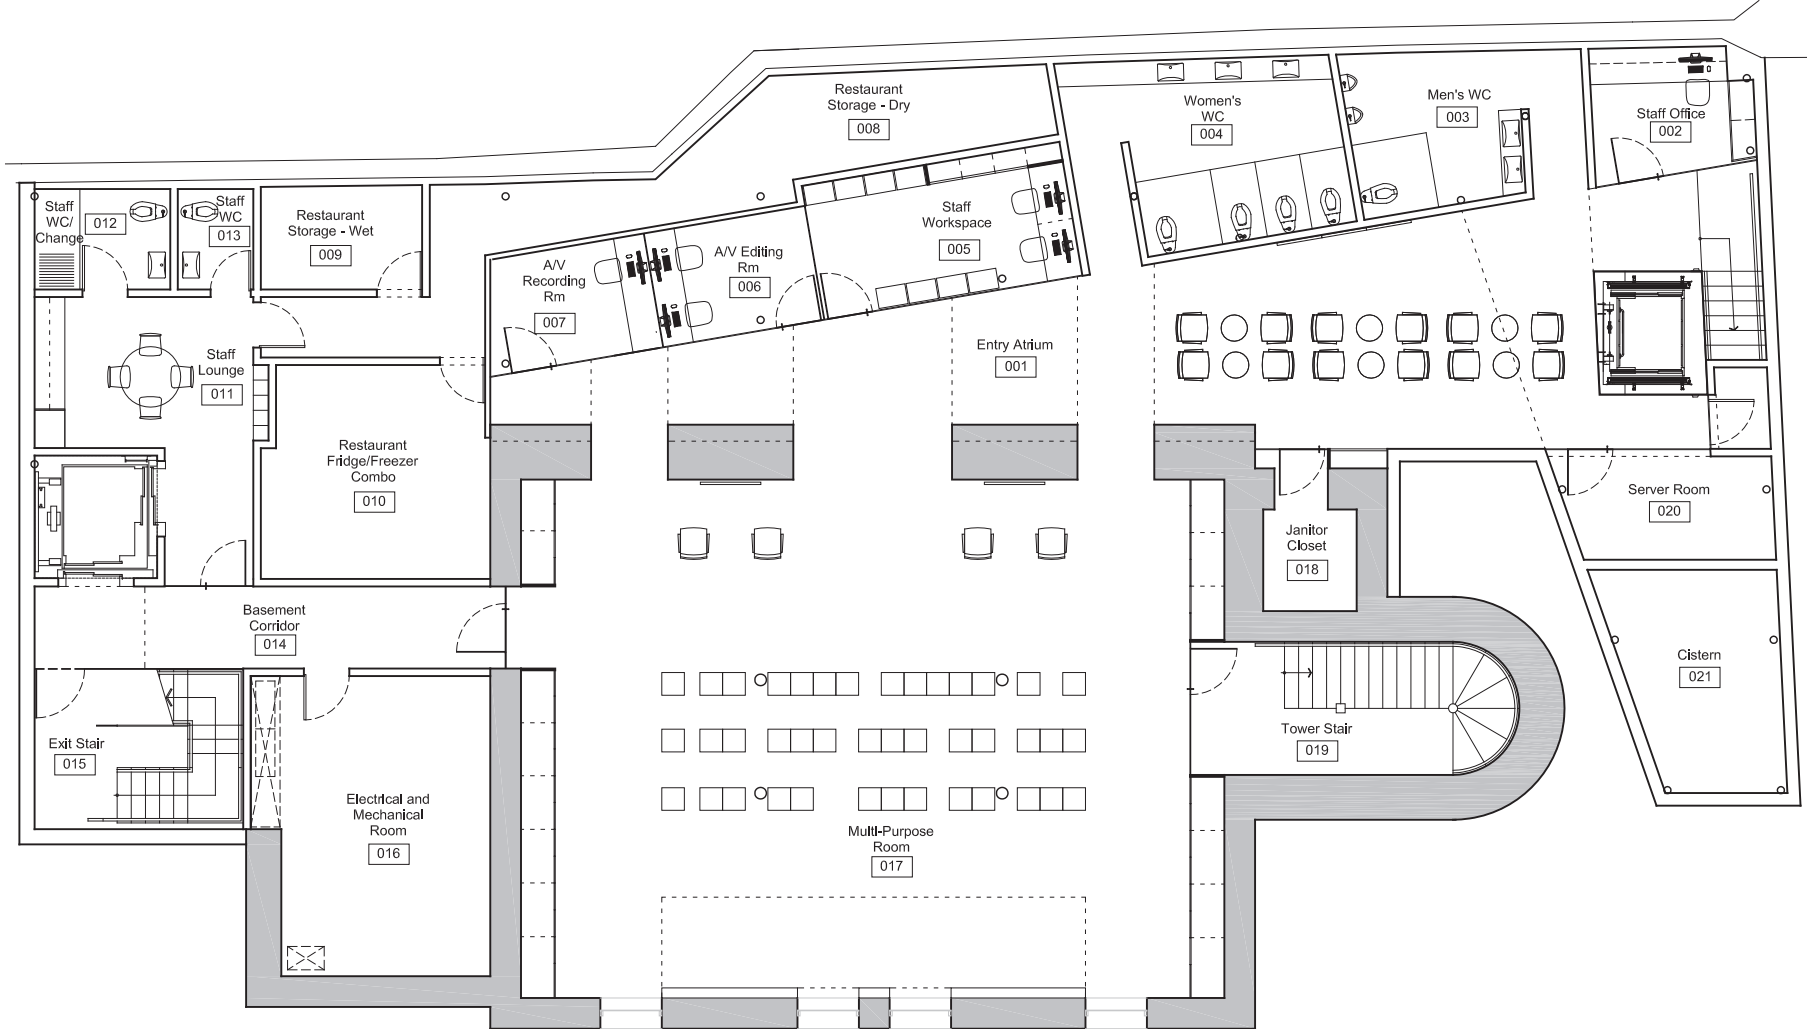 Restaurant
Storage - Dry
008
Women's
WC
004
Men's WC
003
Staff Office
002
Staff
WC/
Change
012
Staff
WC
013
Restaurant
Storage - Wet
009
A/V
Recording
Rm
007
A/V Editing
Rm
006
Staff
Workspace
005
Entry Atrium
001
Staff
Lounge
011
Restaurant
Fridge/Freezer
Combo
010
Server Room
020
Janitor
Closet
018
Basement
Corridor
014
Cistern
021
Exit Stair
015
Tower Stair
019
Electrical and
Mechanical
Room
016
Multi-Purpose
Room
017